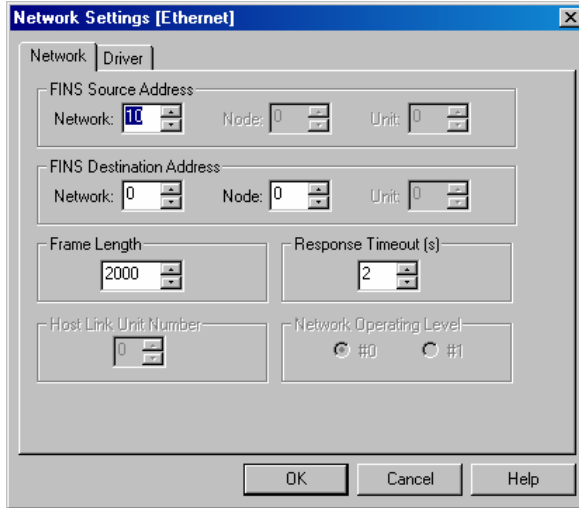 Network Settings [Ethernet]
Network Driver
FINS Source Address
Network: 10 Node: 0 Unit: 0
FINS Destination Address
Network: 0 Node: 0 Unit: 0
Frame Length Response Timeout (s)
2000 2
Host Link Unit Number Network Operating Level
0 #0 #1
OK Cancel Help